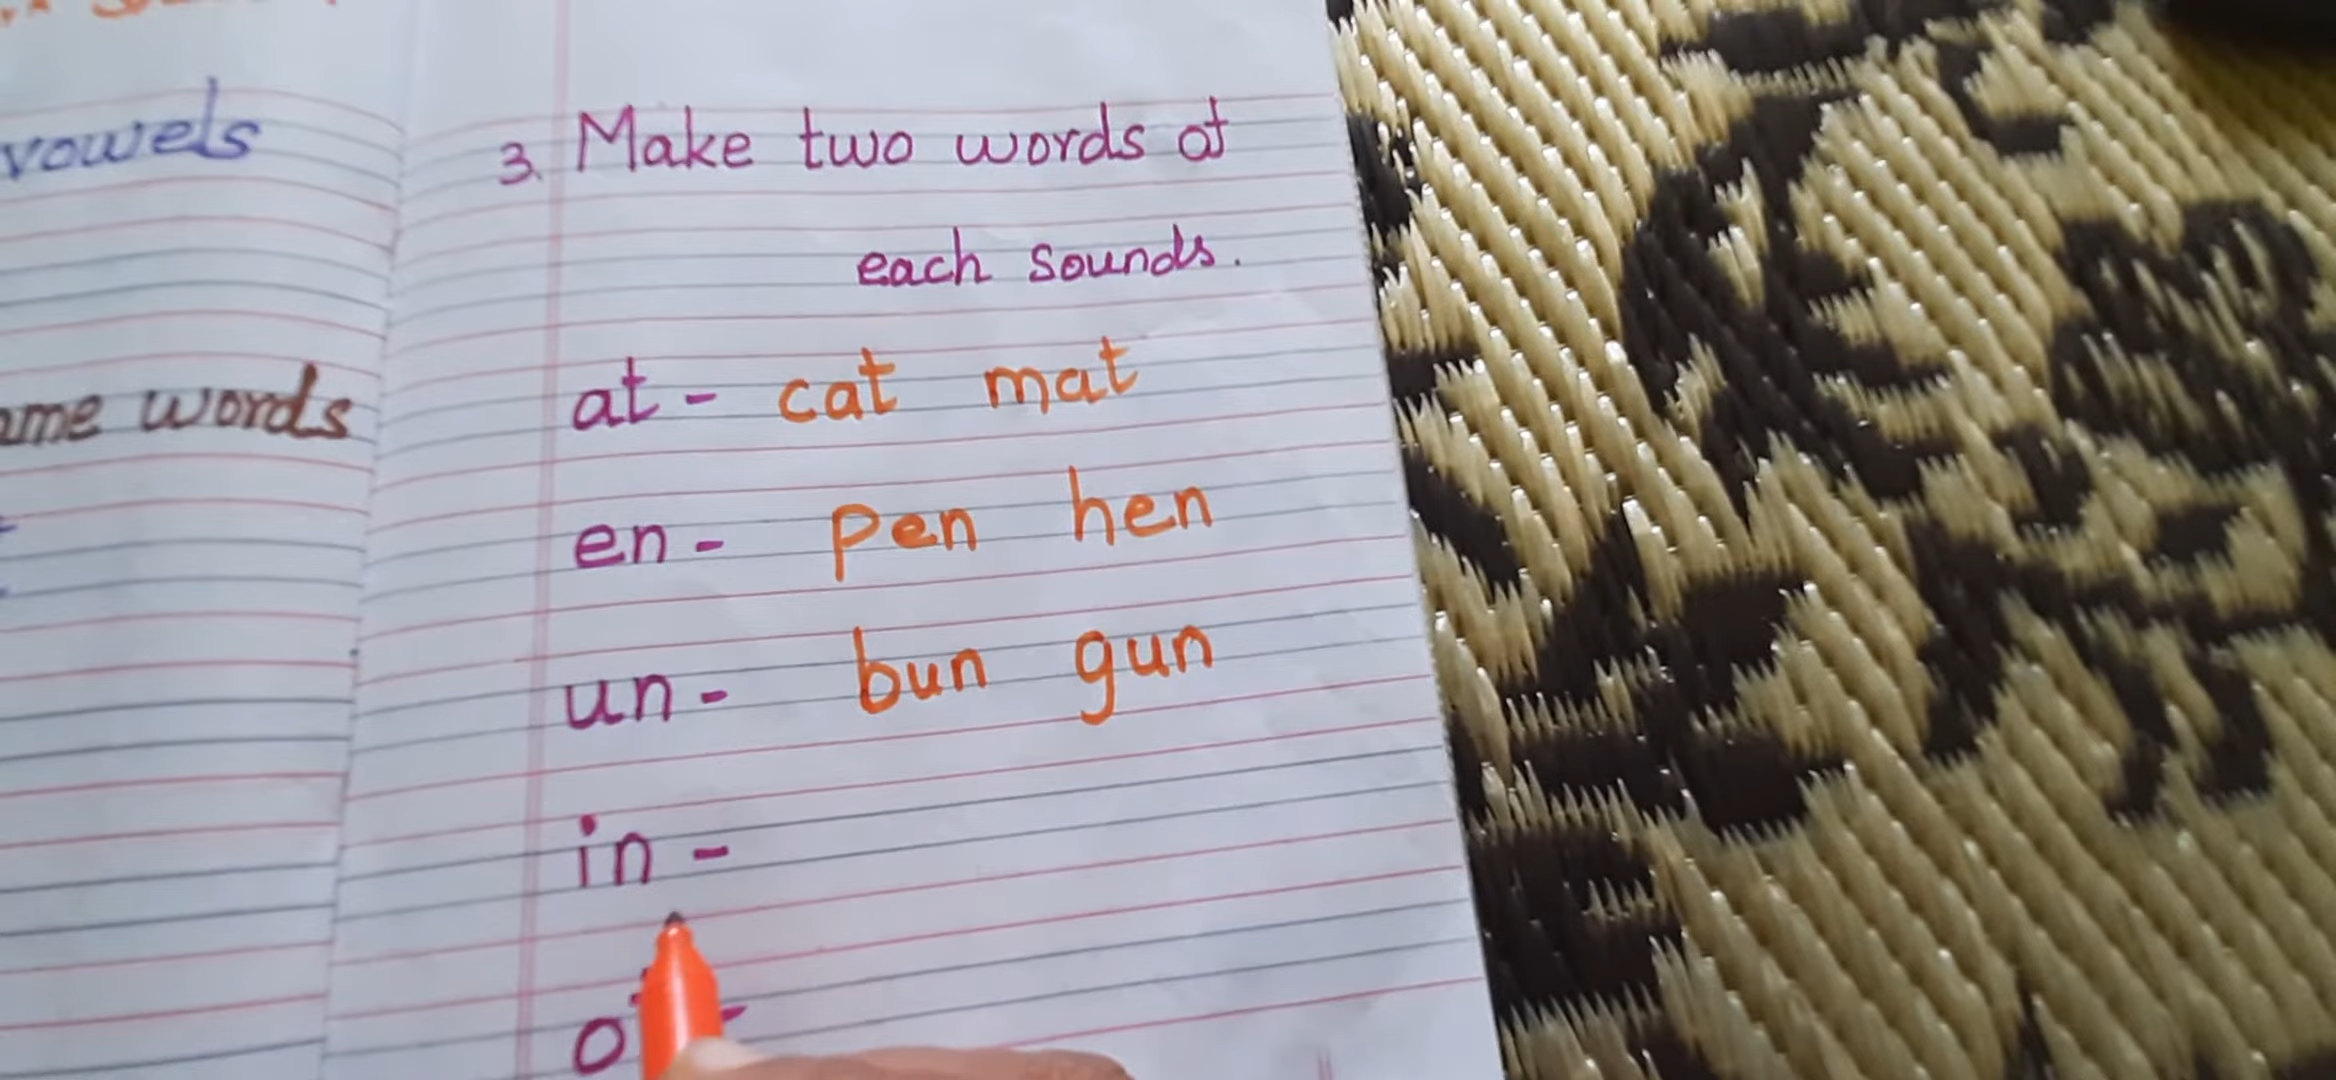 vowels
words
3. Make two words of
each sounds.
at - cat mat
en - pen hen
un - bun gun
in -